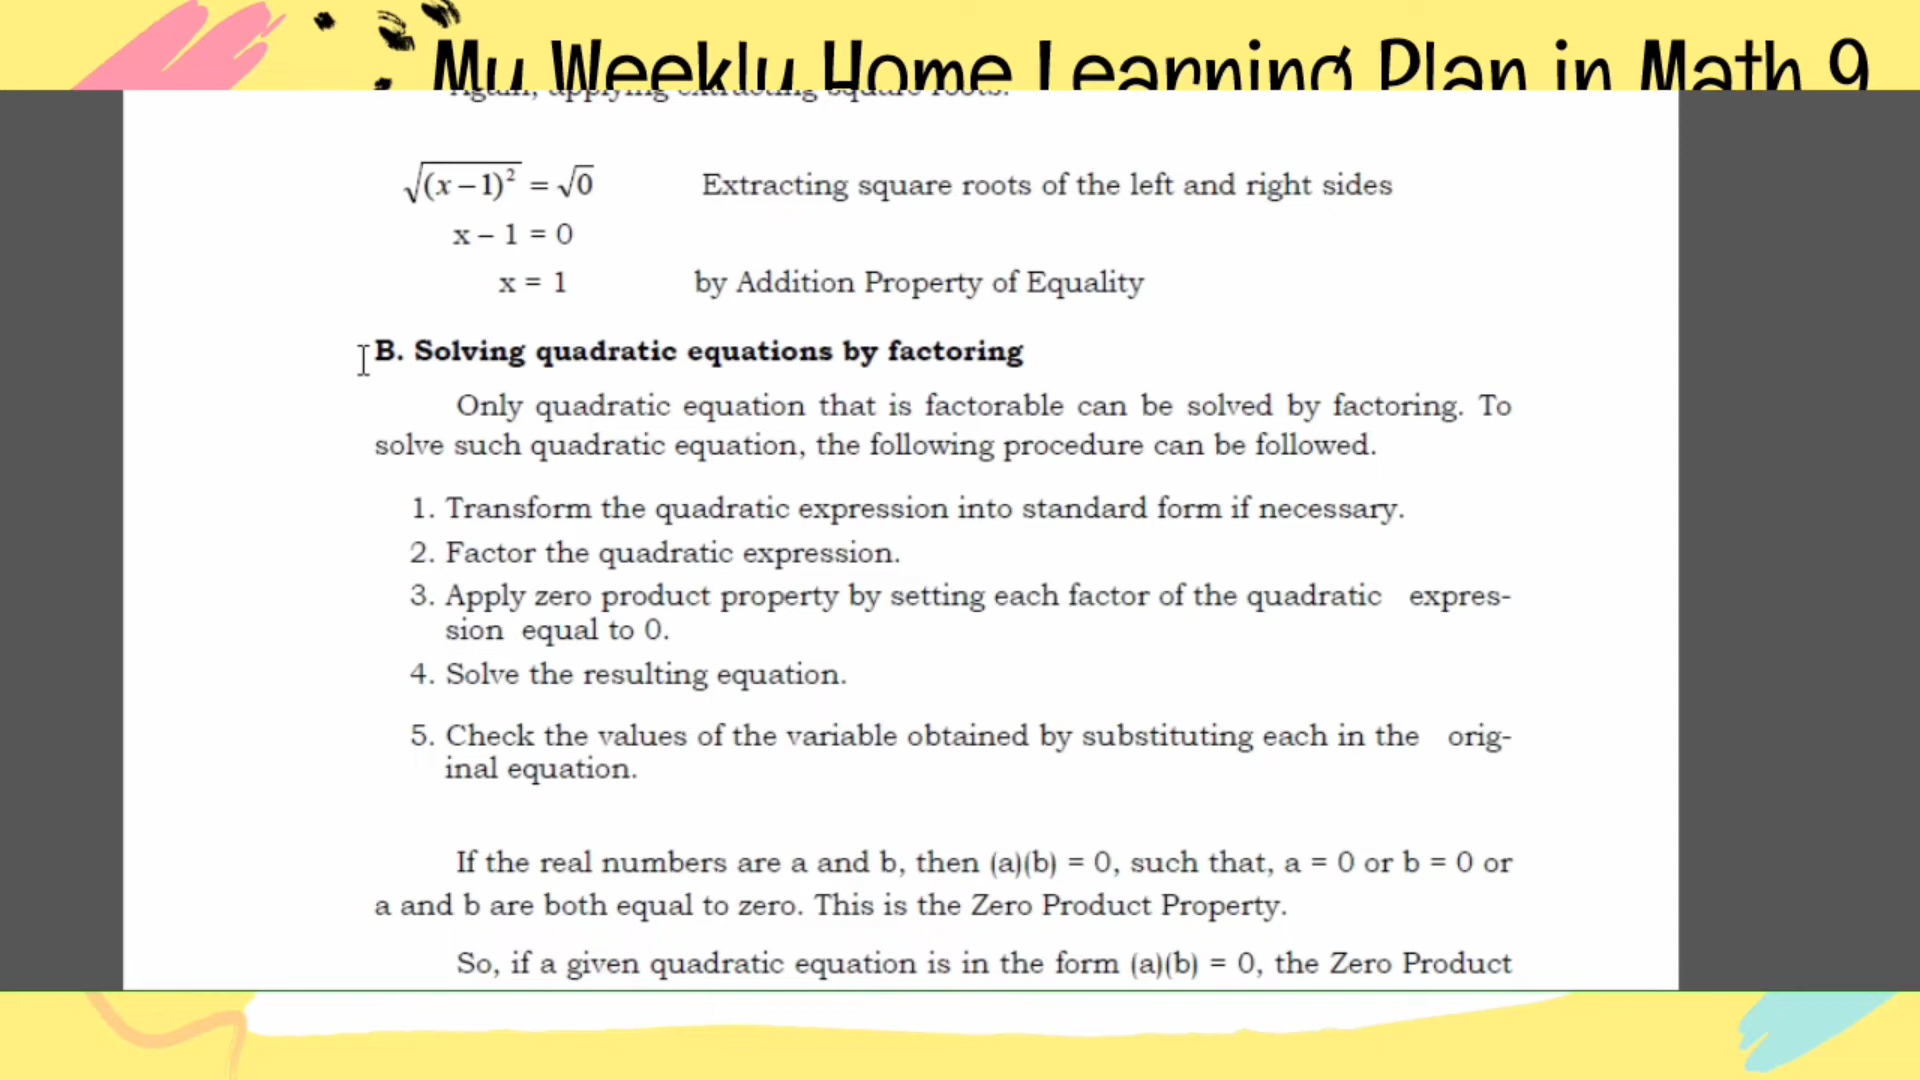 My Weekly Home Learning Plan in Math 9
Again, applying extracting square roots.
√(x – 1)² = √0 Extracting square roots of the left and right sides
x – 1 = 0
x = 1 by Addition Property of Equality
B. Solving quadratic equations by factoring
Only quadratic equation that is factorable can be solved by factoring. To
solve such quadratic equation, the following procedure can be followed.
1. Transform the quadratic expression into standard form if necessary.
2. Factor the quadratic expression.
3. Apply zero product property by setting each factor of the quadratic expres-
sion equal to 0.
4. Solve the resulting equation.
5. Check the values of the variable obtained by substituting each in the orig-
inal equation.
If the real numbers are a and b, then (a)(b) = 0, such that, a = 0 or b = 0 or
a and b are both equal to zero. This is the Zero Product Property.
So, if a given quadratic equation is in the form (a)(b) = 0, the Zero Product